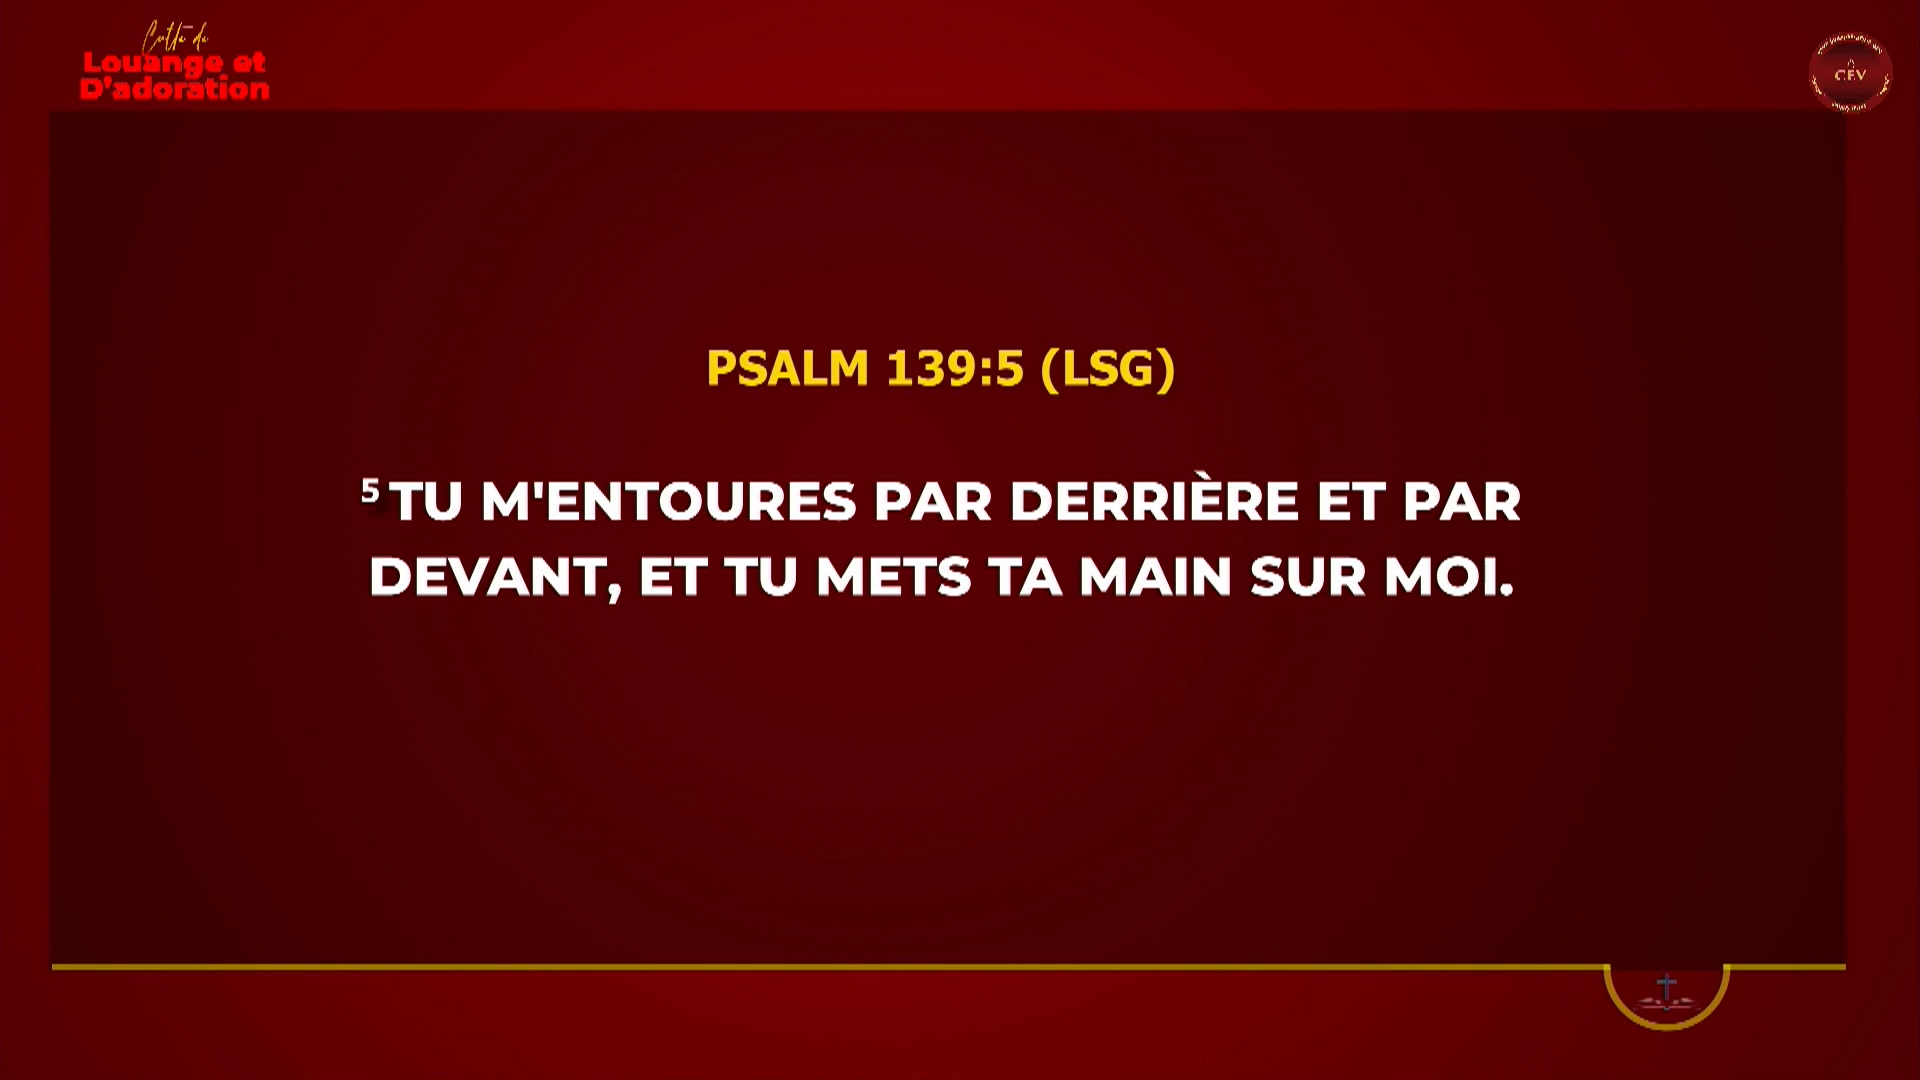 Louange et
D'adoration
CEV
PSALM 139:5 (LSG)
5 TU M'ENTOURES PAR DERRIÈRE ET PAR
DEVANT, ET TU METS TA MAIN SUR MOI.